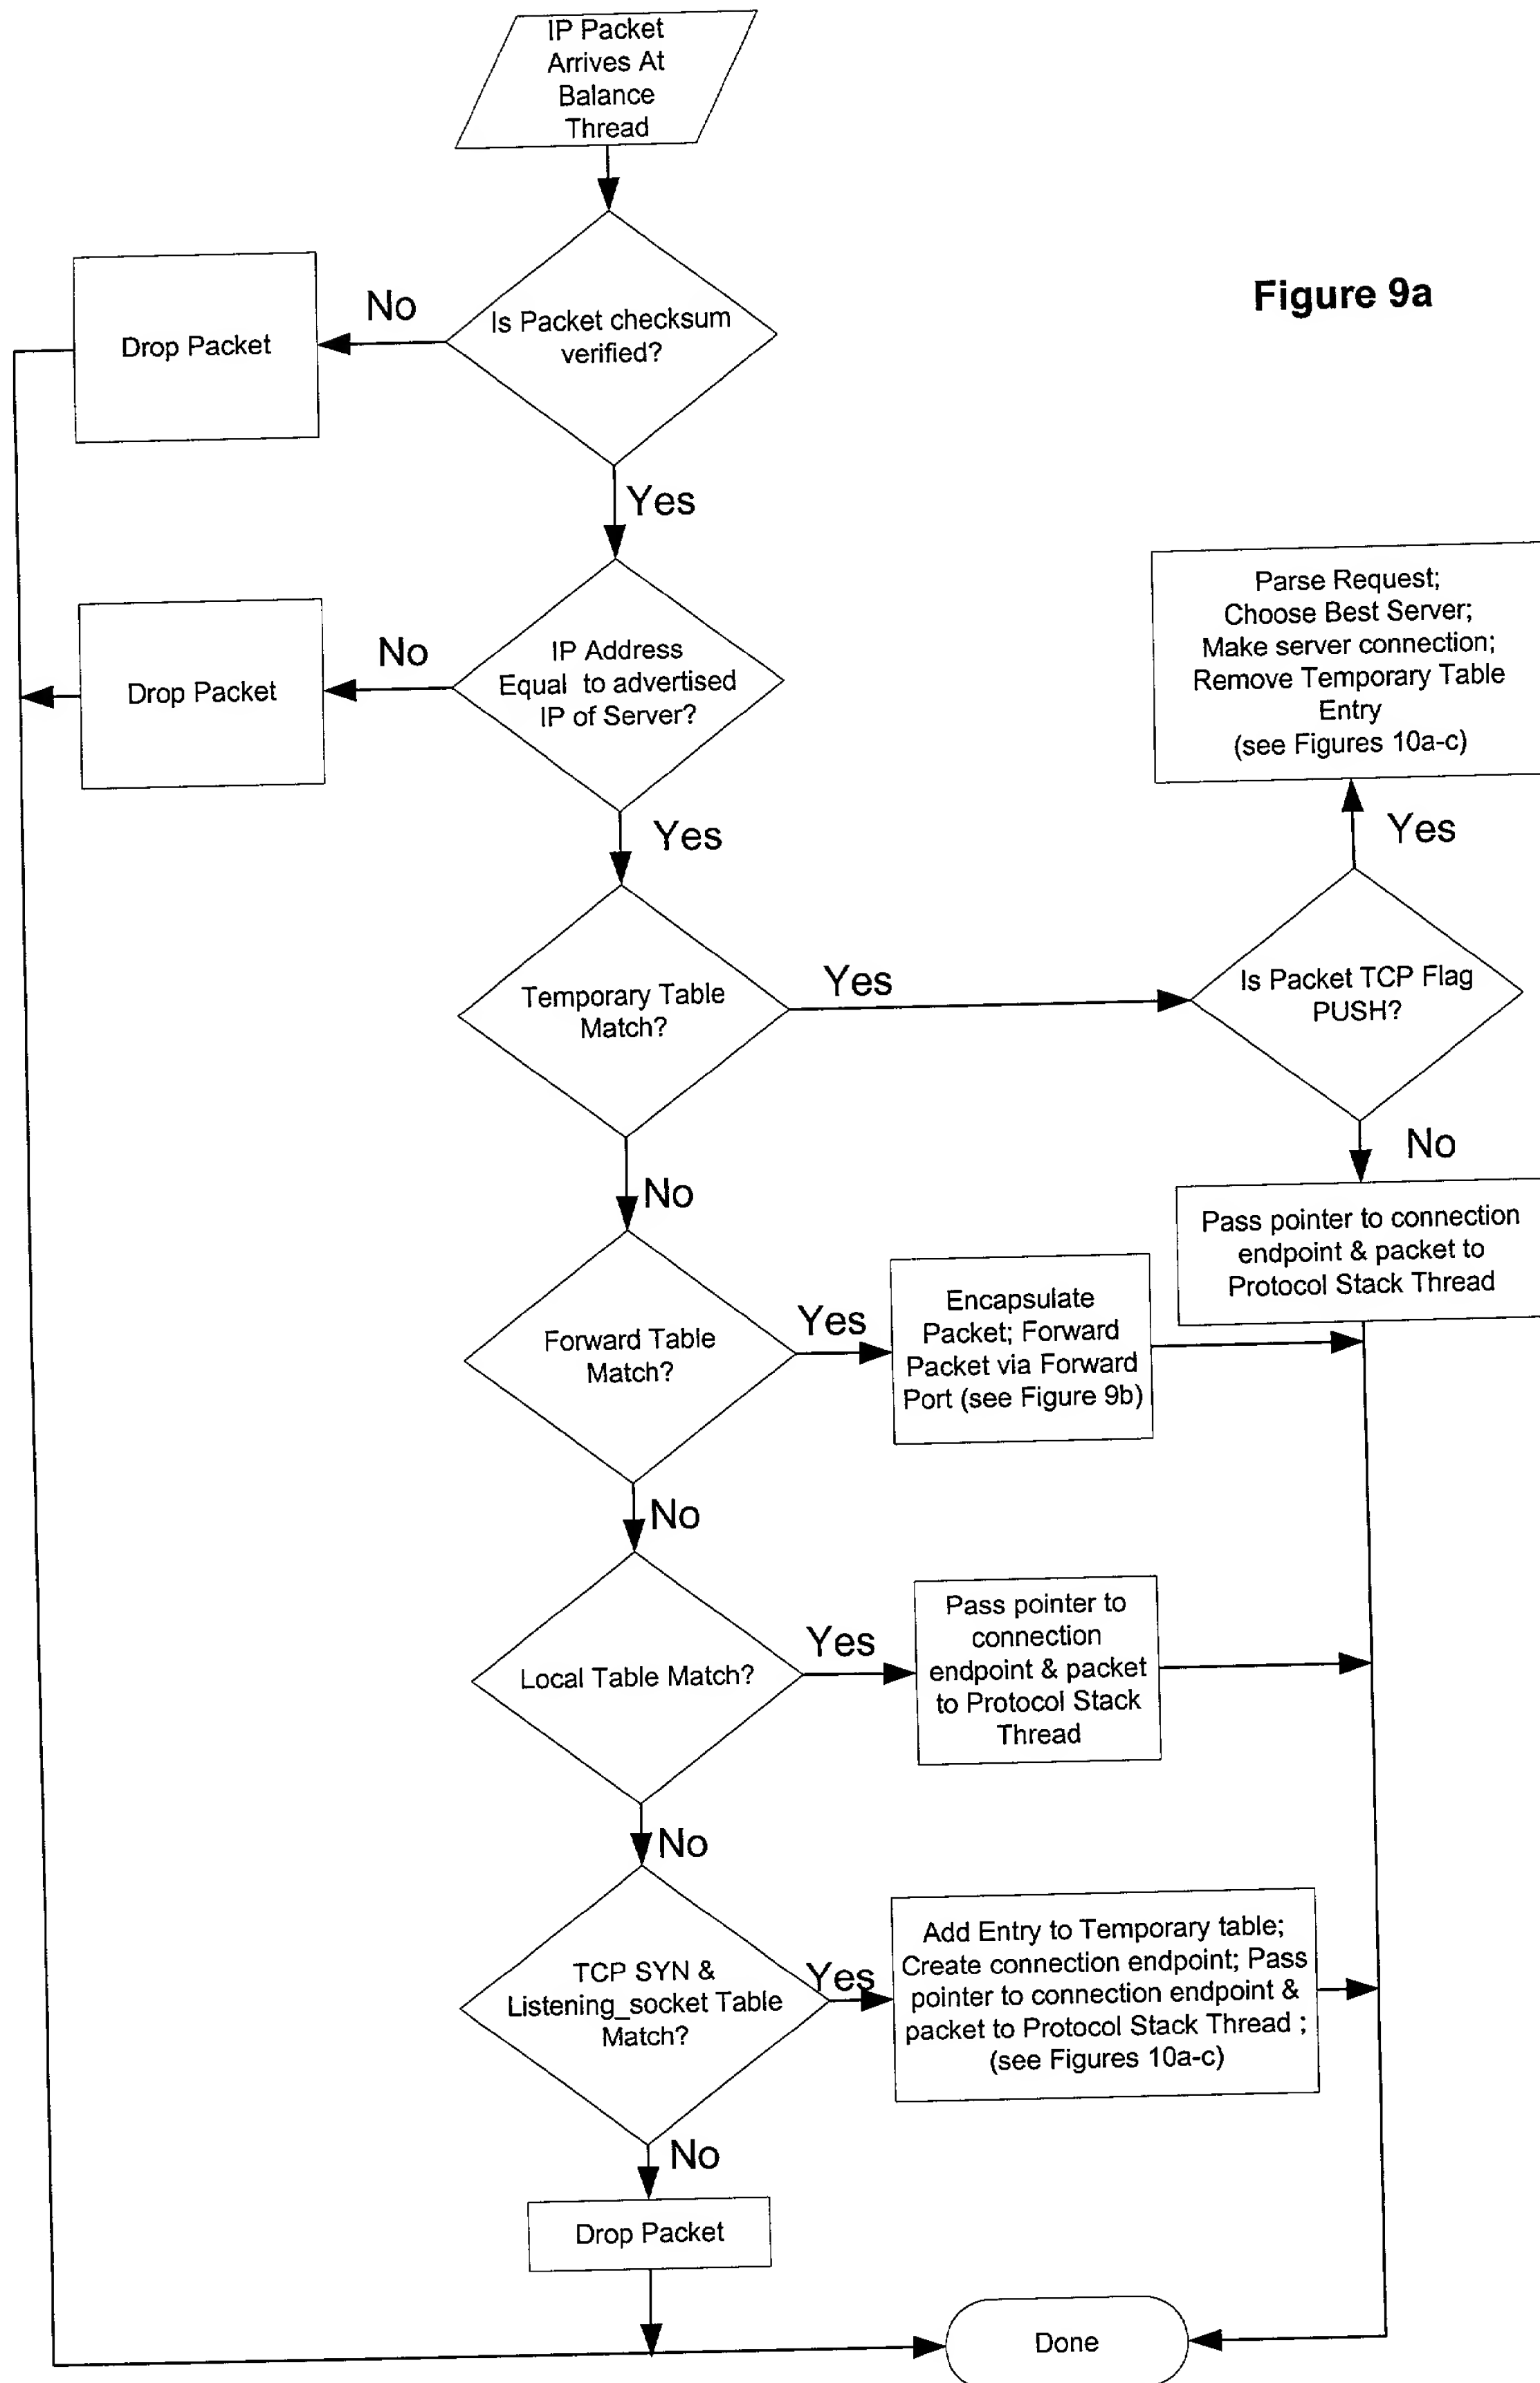 IP Packet
Arrives At
Balance
Thread
Figure 9a
No
Drop Packet
Is Packet checksum
verified?
Yes
No
Drop Packet
IP Address
Equal to advertised
IP of Server?
Yes
Parse Request;
Choose Best Server;
Make server connection;
Remove Temporary Table
Entry
(see Figures 10a-c)
Yes
Temporary Table
Match?
Yes
Is Packet TCP Flag
PUSH?
No
No
Pass pointer to connection
endpoint & packet to
Protocol Stack Thread
Forward Table
Match?
Yes
Encapsulate
Packet; Forward
Packet via Forward
Port (see Figure 9b)
No
Local Table Match?
Yes
Pass pointer to
connection
endpoint & packet
to Protocol Stack
Thread
No
TCP SYN &
Listening_socket Table
Match?
Yes
Add Entry to Temporary table;
Create connection endpoint; Pass
pointer to connection endpoint &
packet to Protocol Stack Thread ;
(see Figures 10a-c)
No
Drop Packet
Done